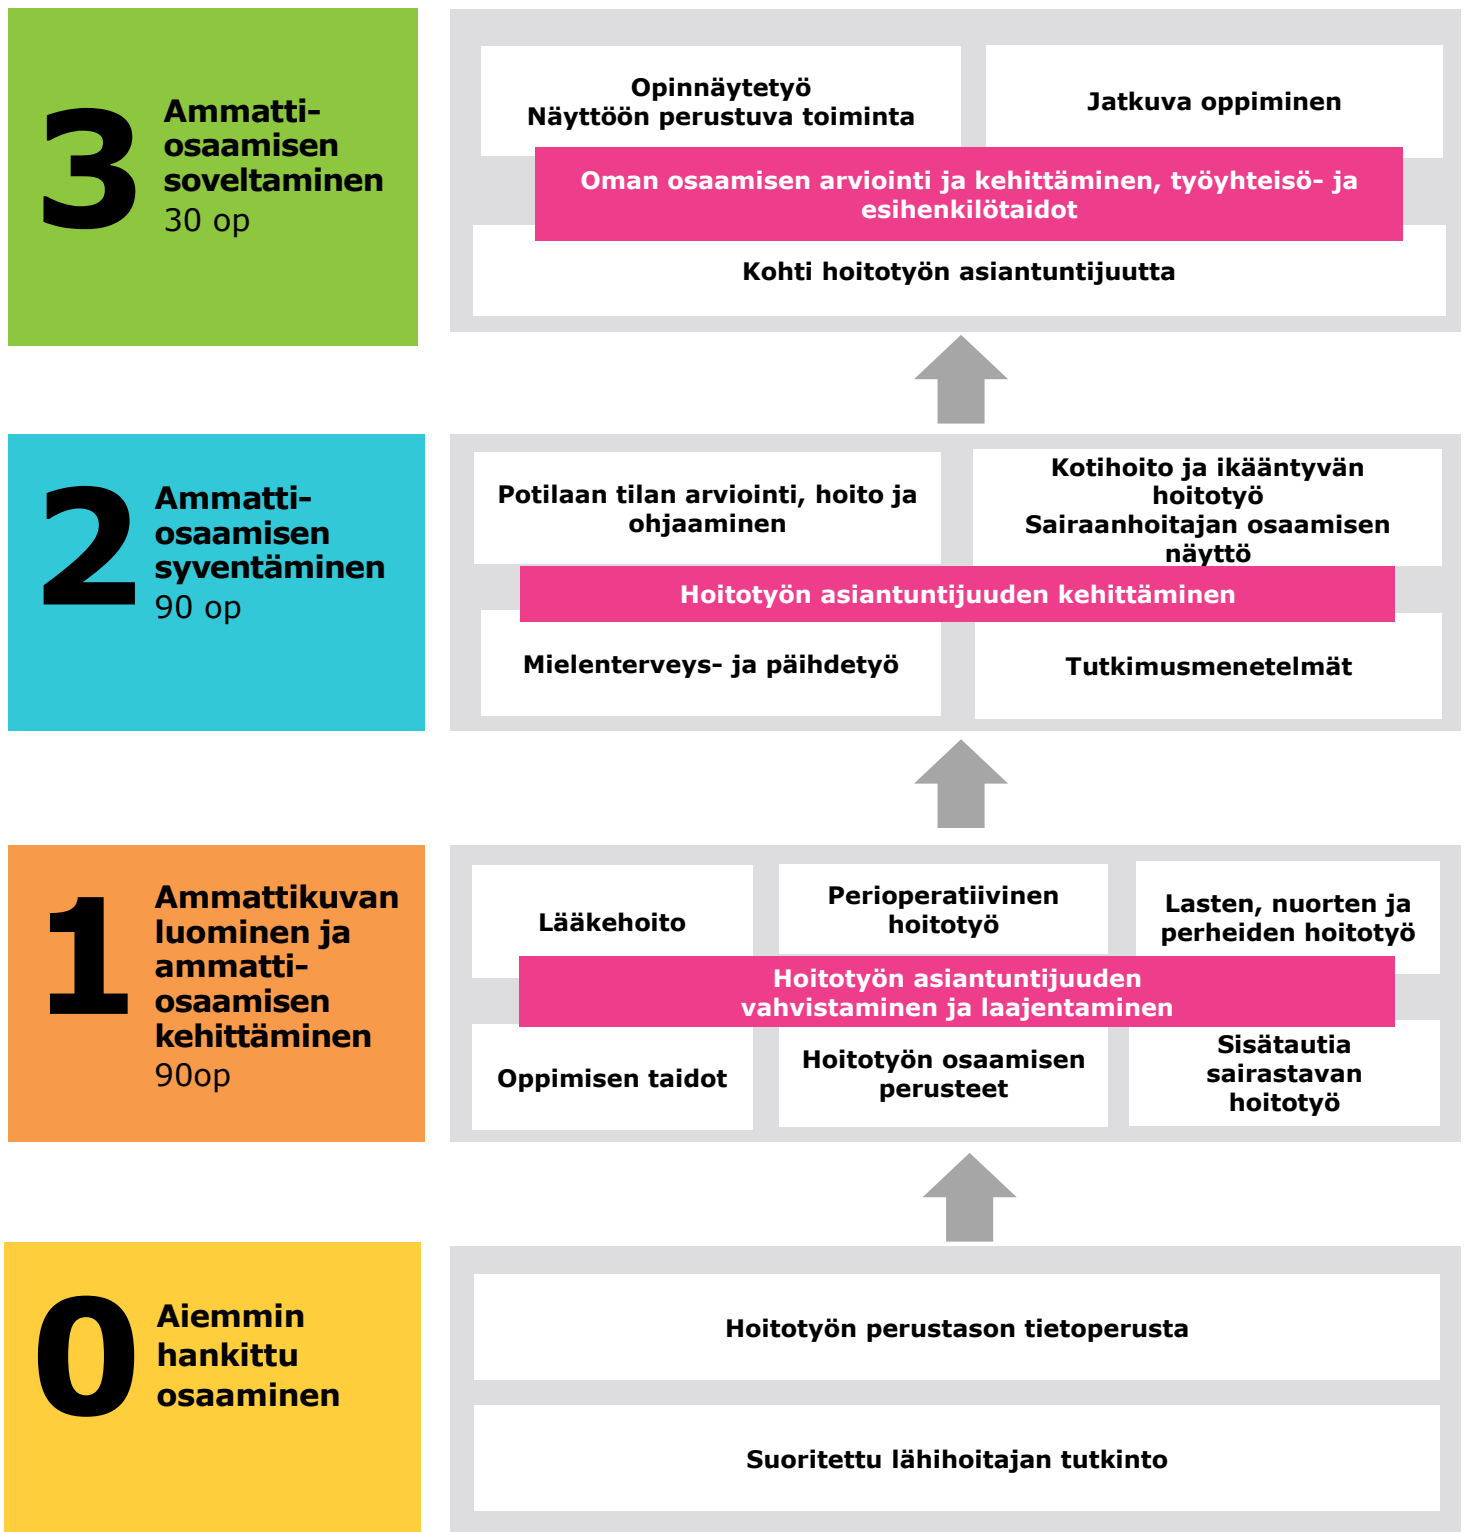 3
Ammatti-
osaamisen
soveltaminen
30 op
Opinnäytetyö
Näyttöön perustuva toiminta
Jatkuva oppiminen
Oman osaamisen arviointi ja kehittäminen, työyhteisö- ja
esihenkilötaidot
Kohti hoitotyön asiantuntijuutta
2
Ammatti-
osaamisen
syventäminen
90 op
Potilaan tilan arviointi, hoito ja
ohjaaminen
Kotihoito ja ikääntyvän
hoitotyö
Sairaanhoitajan osaamisen
näyttö
Hoitotyön asiantuntijuuden kehittäminen
Mielenterveys- ja päihdetyö
Tutkimusmenetelmät
1
Ammattikuvan
luominen ja
ammatti-
osaamisen
kehittäminen
90op
Lääkehoito
Perioperatiivinen
hoitotyö
Lasten, nuorten ja
perheiden hoitotyö
Hoitotyön asiantuntijuuden
vahvistaminen ja laajentaminen
Oppimisen taidot
Hoitotyön osaamisen
perusteet
Sisätautia
sairastavan
hoitotyö
0
Aiemmin
hankittu
osaaminen
Hoitotyön perustason tietoperusta
Suoritettu lähihoitajan tutkinto